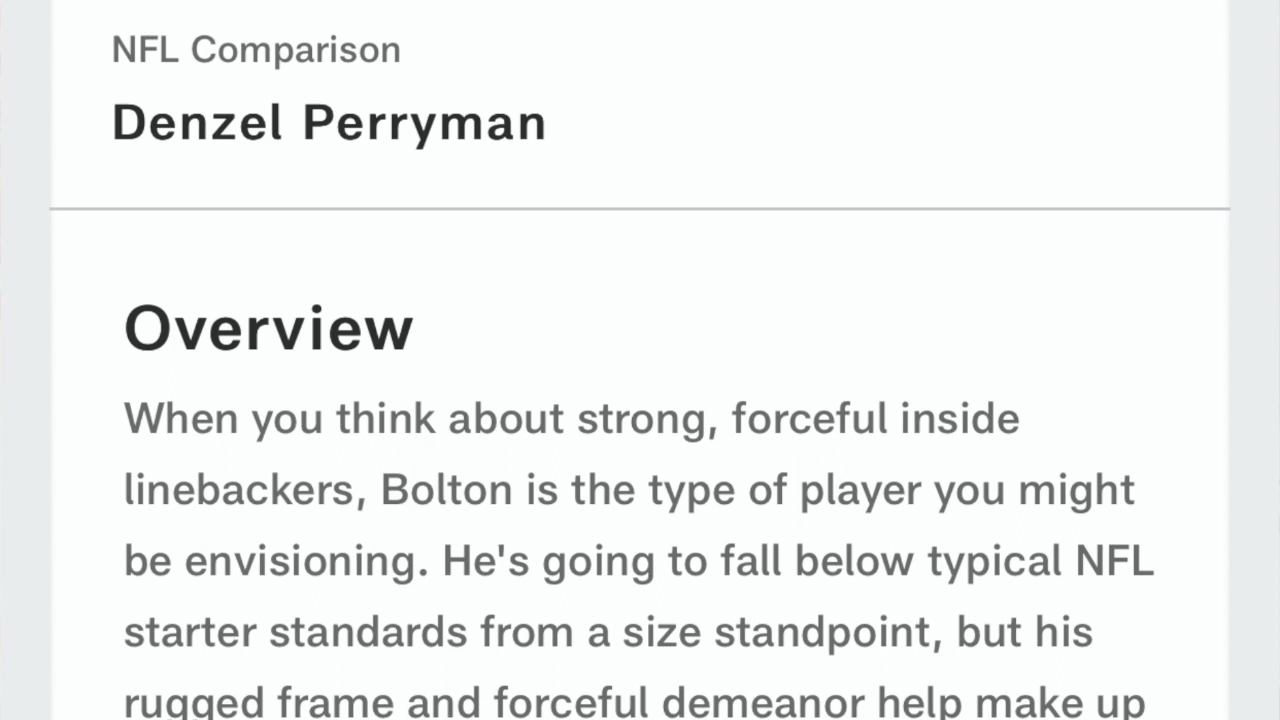 NFL Comparison
Denzel Perryman
Overview
When you think about strong, forceful inside
linebackers, Bolton is the type of player you might
be envisioning. He's going to fall below typical NFL
starter standards from a size standpoint, but his
rugged frame and forceful demeanor help make up